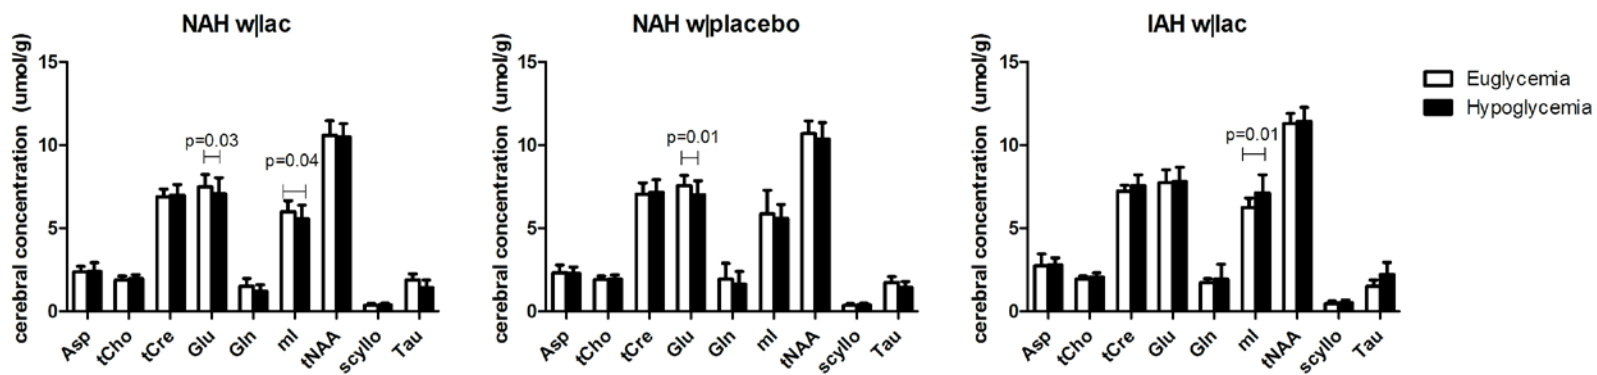 NAH w|lac
cerebral concentration (umol/g)
15
10
5
0
p=0.03
p=0.04
Asp
tCho
tCre
Glu
Gln
mI
tNAA
scyllo
Tau
NAH w|placebo
cerebral concentration (umol/g)
15
10
5
0
p=0.01
Asp
tCho
tCre
Glu
Gln
mI
tNAA
scyllo
Tau
IAH w|lac
cerebral concentration (umol/g)
15
10
5
0
p=0.01
Asp
tCho
tCre
Glu
Gln
mI
tNAA
scyllo
Tau
Euglycemia
Hypoglycemia